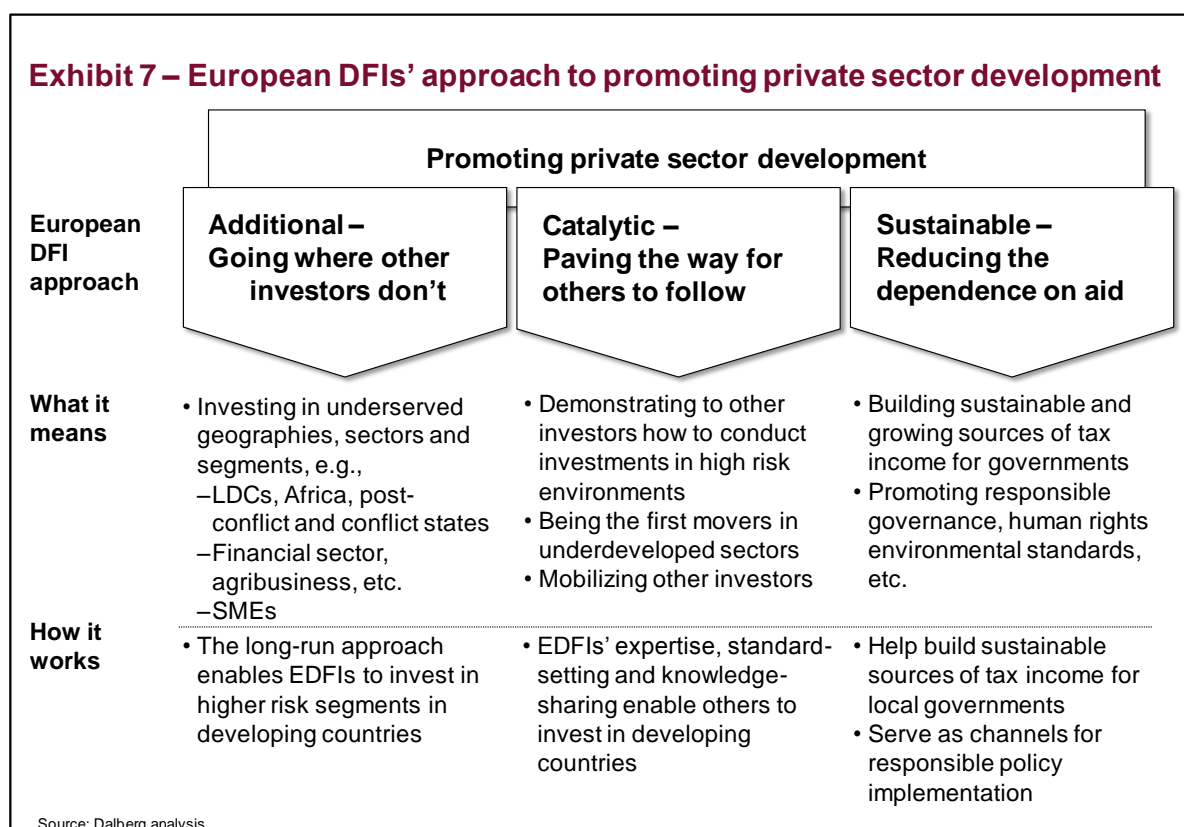 Exhibit 7 – European DFIs’ approach to promoting private sector development
Promoting private sector development
European
DFI
approach
Additional –
Going where other
investors don’t
Catalytic –
Paving the way for
others to follow
Sustainable –
Reducing the
dependence on aid
What it
means
• Investing in underserved
geographies, sectors and
segments, e.g.,
–LDCs, Africa, post-
conflict and conflict states
–Financial sector,
agribusiness, etc.
–SMEs
• Demonstrating to other
investors how to conduct
investments in high risk
environments
• Being the first movers in
underdeveloped sectors
• Mobilizing other investors
• Building sustainable and
growing sources of tax
income for governments
• Promoting responsible
governance, human rights
environmental standards,
etc.
How it
works
• The long-run approach
enables EDFIs to invest in
higher risk segments in
developing countries
• EDFIs’ expertise, standard-
setting and knowledge-
sharing enable others to
invest in developing
countries
• Help build sustainable
sources of tax income for
local governments
• Serve as channels for
responsible policy
implementation
Source: Dalberg analysis